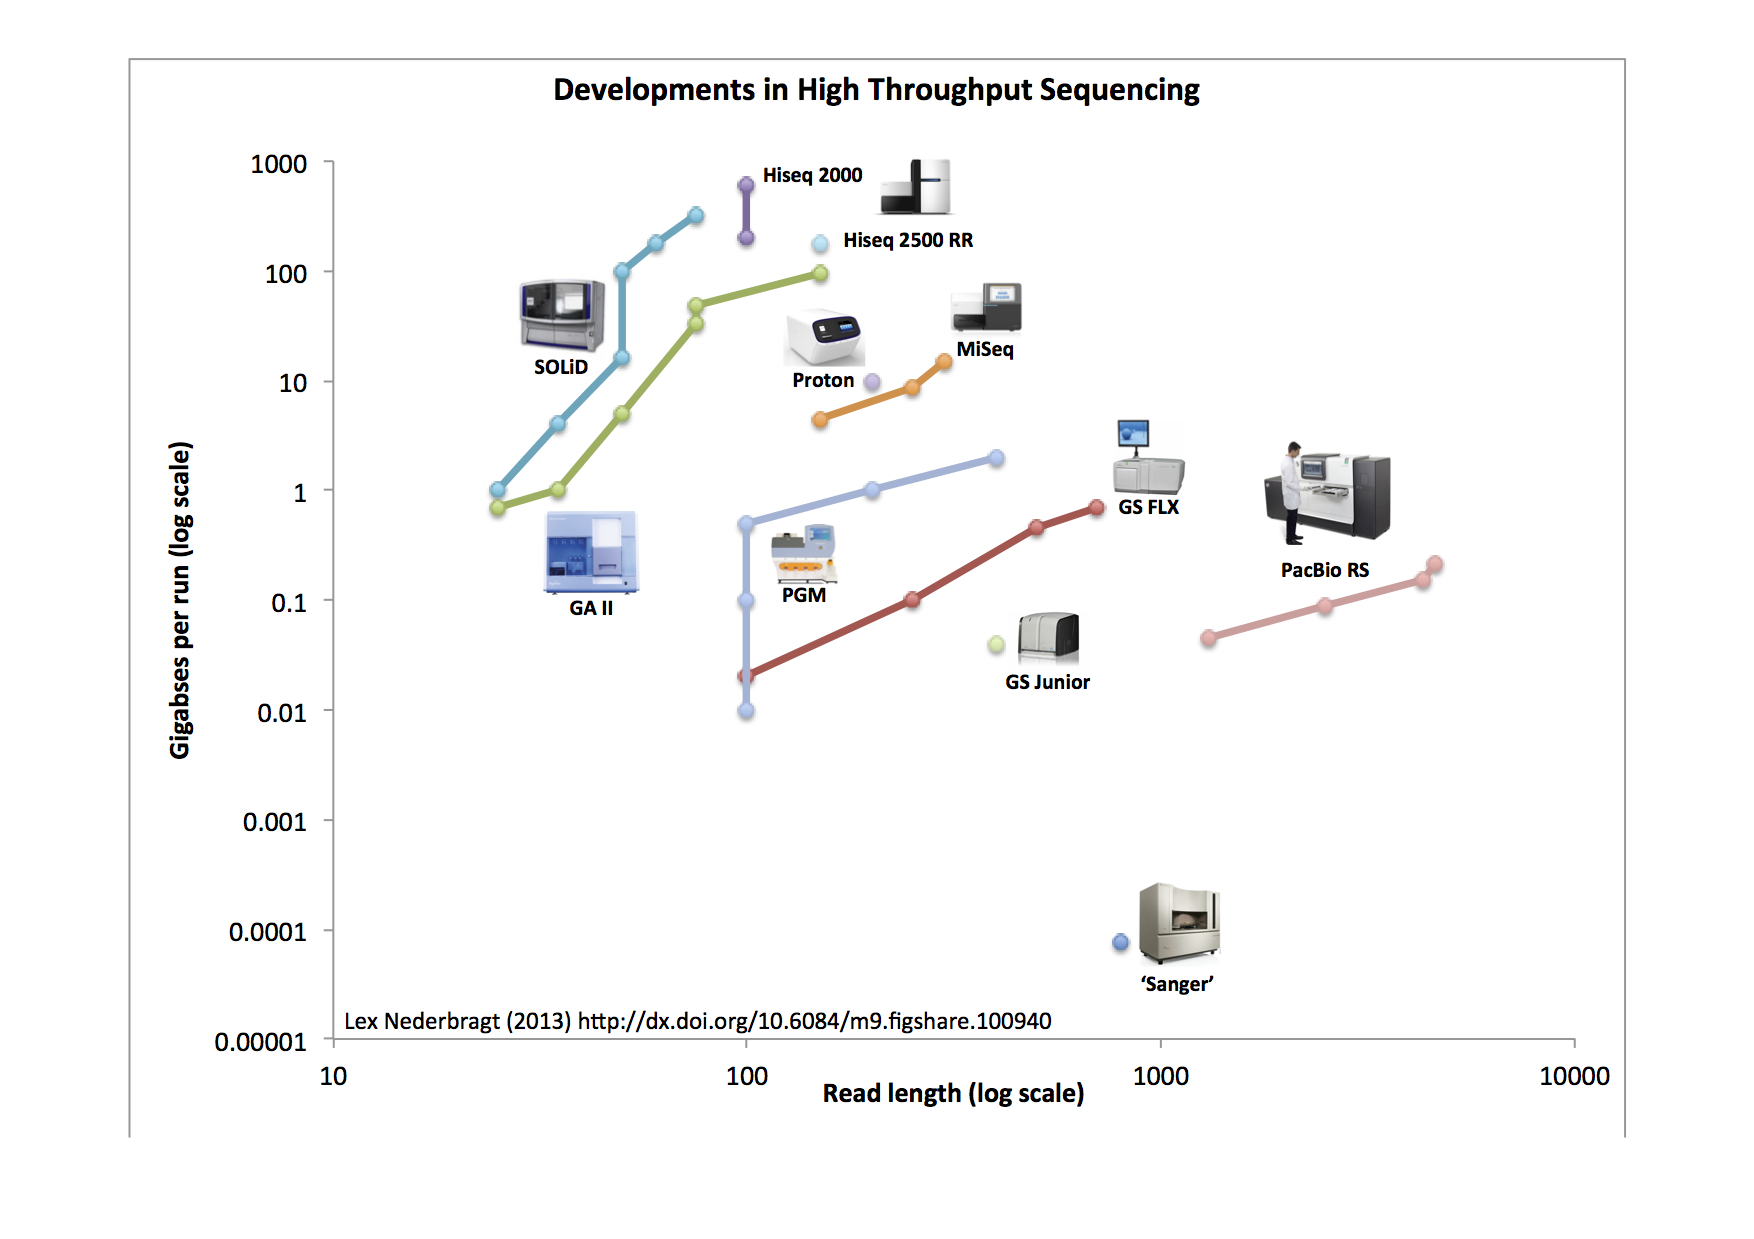 Developments in High Throughput Sequencing
1000
100
10
1
0.1
0.01
0.001
0.0001
0.00001
Gigabses per run (log scale)
Hiseq 2000
Hiseq 2500 RR
SOLiD
MiSeq
Proton
GS FLX
PacBio RS
PGM
GA II
GS Junior
‘Sanger’
Lex Nederbragt (2013) http://dx.doi.org/10.6084/m9.figshare.100940
10
100
1000
10000
Read length (log scale)